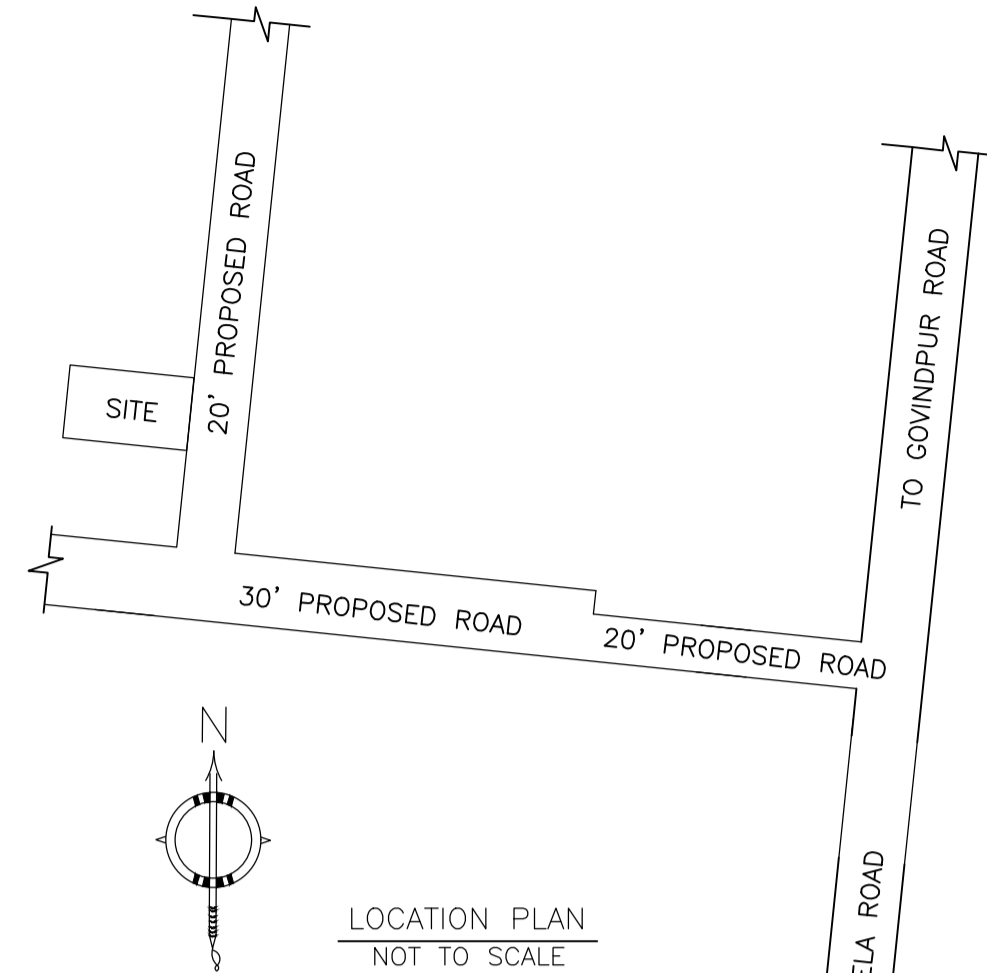 20' PROPOSED ROAD
TO GOVINDPUR ROAD
SITE
30' PROPOSED ROAD
20' PROPOSED ROAD
N
ROAD
LOCATION PLAN
NOT TO SCALE